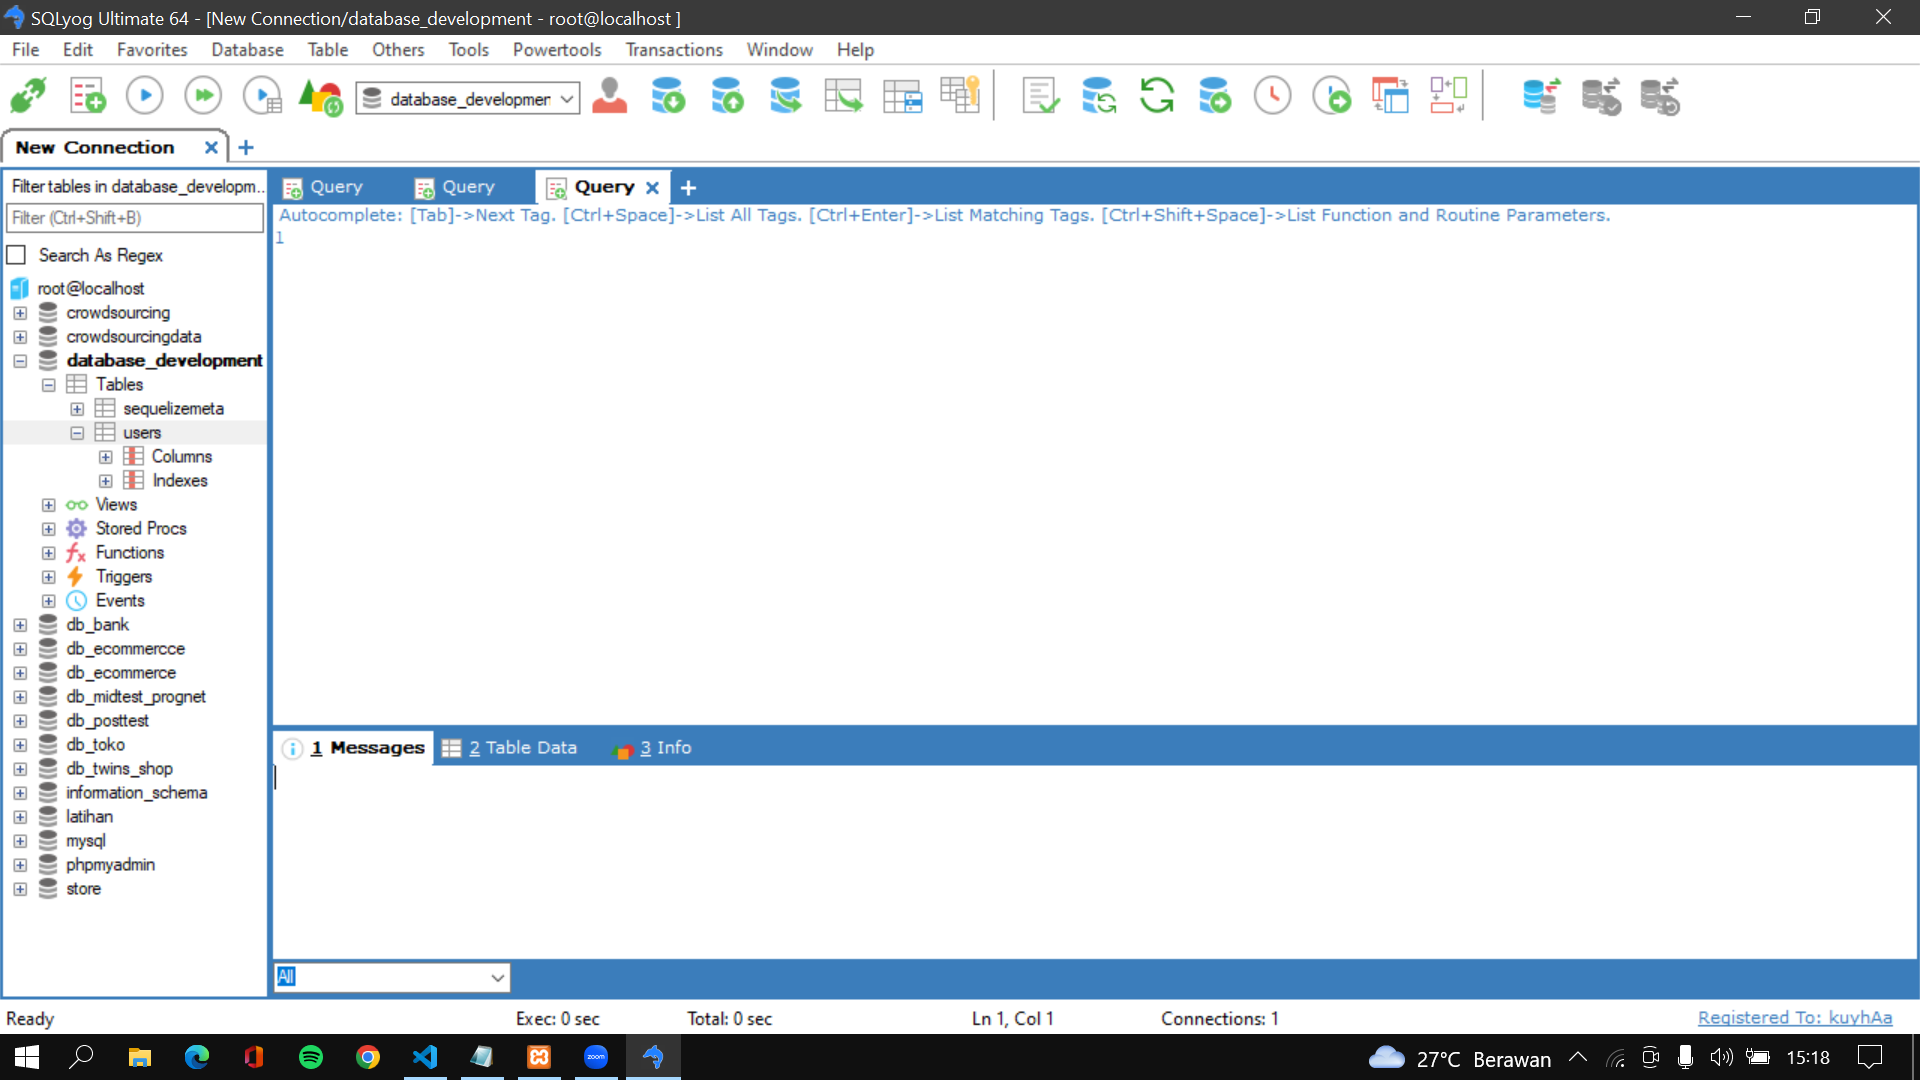 SQLyog Ultimate 64 - [New Connection/database_development - root@localhost ]
File Edit Favorites Database Table Others Tools Powertools Transactions Window Help
database_developmen
New Connection
Filter tables in database_developm...
Query Query Query
Filter (Ctrl+Shift+B)
Autocomplete: [Tab]->Next Tag. [Ctrl+Space]->List All Tags. [Ctrl+Enter]->List Matching Tags. [Ctrl+Shift+Space]->List Function and Routine Parameters.
1
Search As Regex
root@localhost
crowdsourcing
crowdsourcingdata
database_development
Tables
sequelizemeta
users
Columns
Indexes
Views
Stored Procs
Functions
Triggers
Events
db_bank
db_ecommercce
db_ecommerce
db_midtest_prognet
db_posttest
db_toko
db_twins_shop
information_schema
latihan
mysql
phpmyadmin
store
1 Messages 2 Table Data 3 Info
All
Ready Exec: 0 sec Total: 0 sec Ln 1, Col 1 Connections: 1 Registered To: kuyhAa
zoom
27°C Berawan 15:18